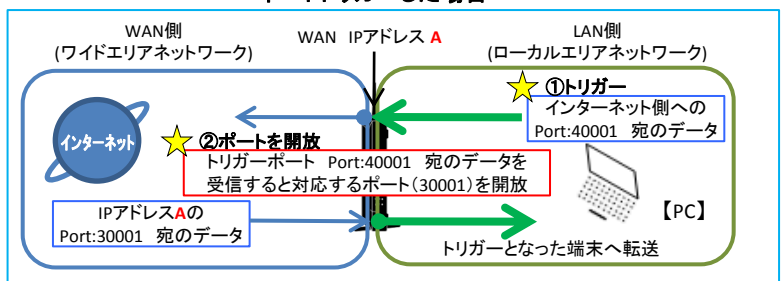 WAN側
(ワイドエリアネットワーク)
WAN IPアドレス A
LAN側
(ローカルエリアネットワーク)
①トリガー
インターネット側への
Port:40001 宛のデータ
インターネット
②ポートを開放
トリガーポート Port:40001 宛のデータを
受信すると対応するポート(30001)を開放
IPアドレスAの
Port:30001 宛のデータ
【PC】
トリガーとなった端末へ転送